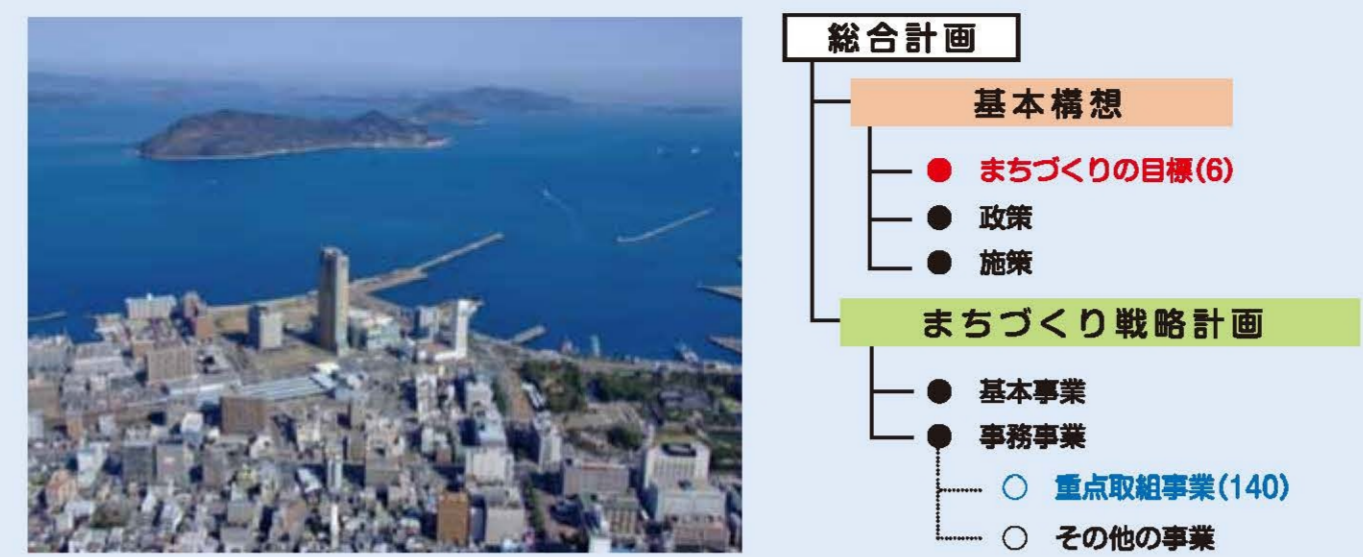 総合計画
基本構想
● まちづくりの目標(6)
● 政策
● 施策
まちづくり戦略計画
● 基本事業
● 事務事業
○ 重点取組事業(140)
○ その他の事業